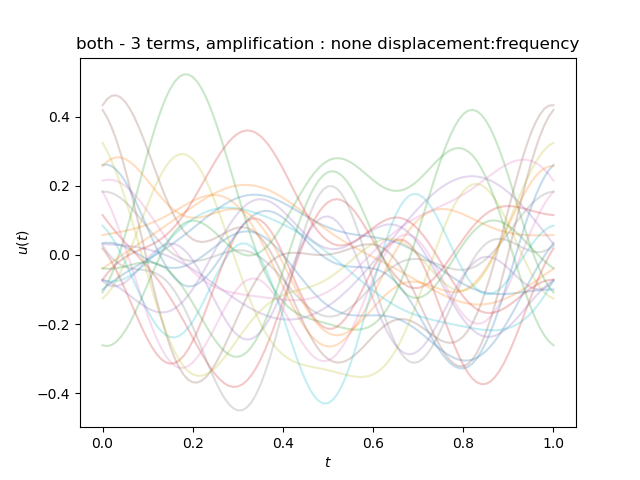 both - 3 terms, amplification : none displacement:frequency
0.4
0.2
0.0
−0.2
−0.4
u(t)
0.0 0.2 0.4 0.6 0.8 1.0
t